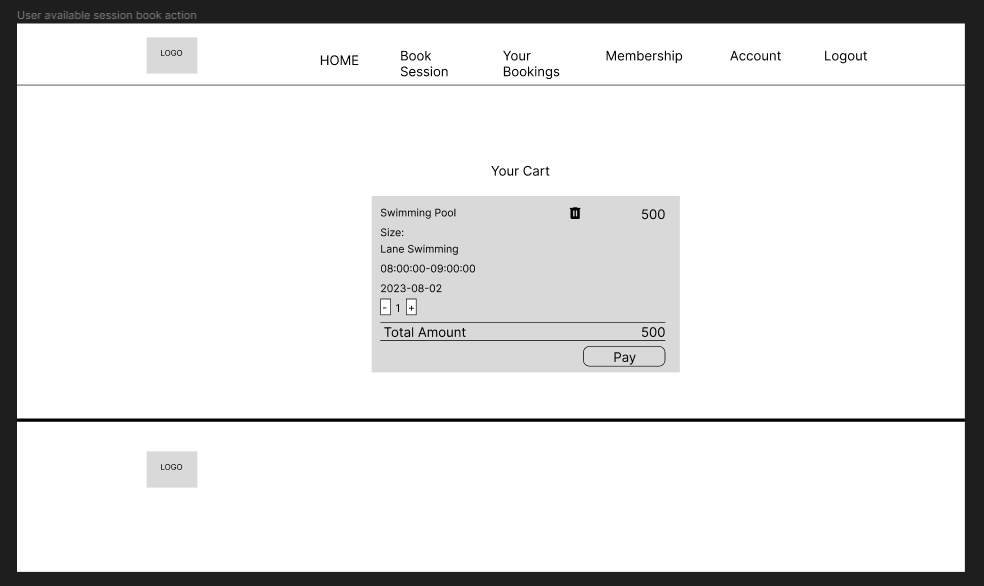 User available session book action
LOGO
HOME
Book
Session
Your
Bookings
Membership
Account
Logout
Your Cart
Swimming Pool
500
Size:
Lane Swimming
08:00:00-09:00:00
2023-08-02
- 1 +
Total Amount 500
Pay
LOGO